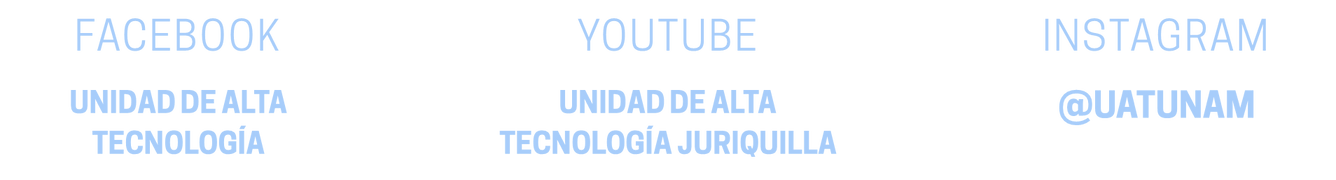 FACEBOOK
UNIDAD DE ALTA
TECNOLOGÍA
YOUTUBE
UNIDAD DE ALTA
TECNOLOGÍA JURIQUILLA
INSTAGRAM
@UATUNAM